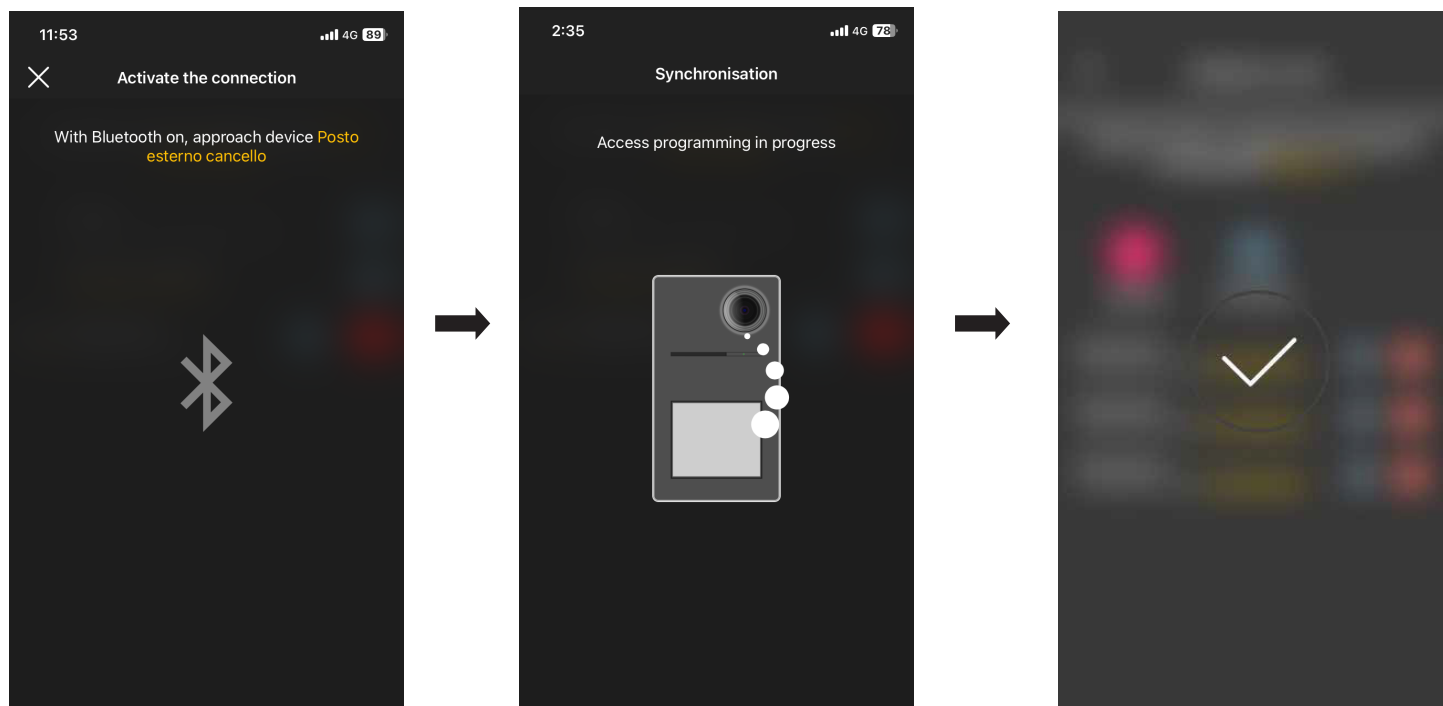 11:53
4G 89
Activate the connection
With Bluetooth on, approach device Posto
esterno cancello
2:35
4G 78
Synchronisation
Access programming in progress